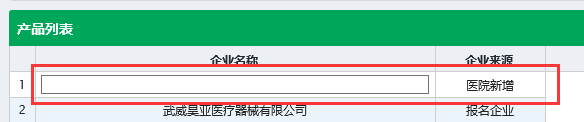 产品列表
企业名称 企业来源
1 医院新增
2 武威昊亚医疗器械有限公司 报名企业